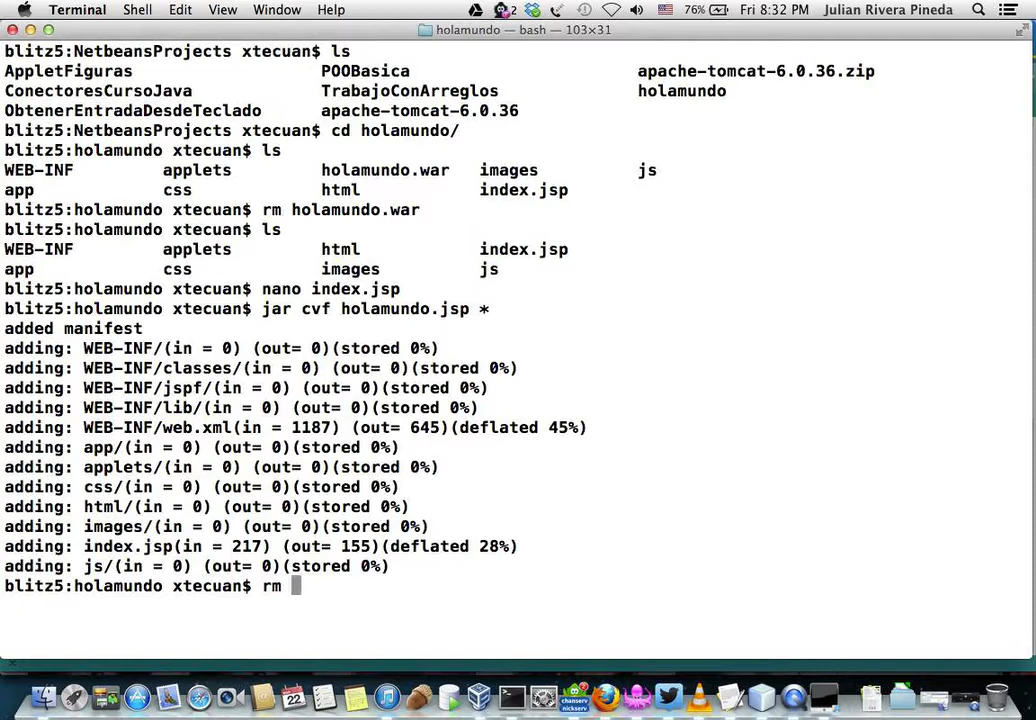 Terminal Shell Edit View Window Help 2 76% Fri 8:32 PM Julian Rivera Pineda
holamundo — bash — 103×31
blitz5:NetbeansProjects xtecuan$ ls
AppletFiguras POOBasica apache-tomcat-6.0.36.zip
ConectoresCursoJava TrabajoConArreglos holamundo
ObtenerEntradaDesdeTeclado apache-tomcat-6.0.36
blitz5:NetbeansProjects xtecuan$ cd holamundo/
blitz5:holamundo xtecuan$ ls
WEB-INF applets holamundo.war images js
app css html index.jsp
blitz5:holamundo xtecuan$ rm holamundo.war
blitz5:holamundo xtecuan$ ls
WEB-INF applets html index.jsp
app css images js
blitz5:holamundo xtecuan$ nano index.jsp
blitz5:holamundo xtecuan$ jar cvf holamundo.jsp *
added manifest
adding: WEB-INF/(in = 0) (out= 0)(stored 0%)
adding: WEB-INF/classes/(in = 0) (out= 0)(stored 0%)
adding: WEB-INF/jspf/(in = 0) (out= 0)(stored 0%)
adding: WEB-INF/lib/(in = 0) (out= 0)(stored 0%)
adding: WEB-INF/web.xml(in = 1187) (out= 645)(deflated 45%)
adding: app/(in = 0) (out= 0)(stored 0%)
adding: applets/(in = 0) (out= 0)(stored 0%)
adding: css/(in = 0) (out= 0)(stored 0%)
adding: html/(in = 0) (out= 0)(stored 0%)
adding: images/(in = 0) (out= 0)(stored 0%)
adding: index.jsp(in = 217) (out= 155)(deflated 28%)
adding: js/(in = 0) (out= 0)(stored 0%)
blitz5:holamundo xtecuan$ rm
22
chanserv
nickserv